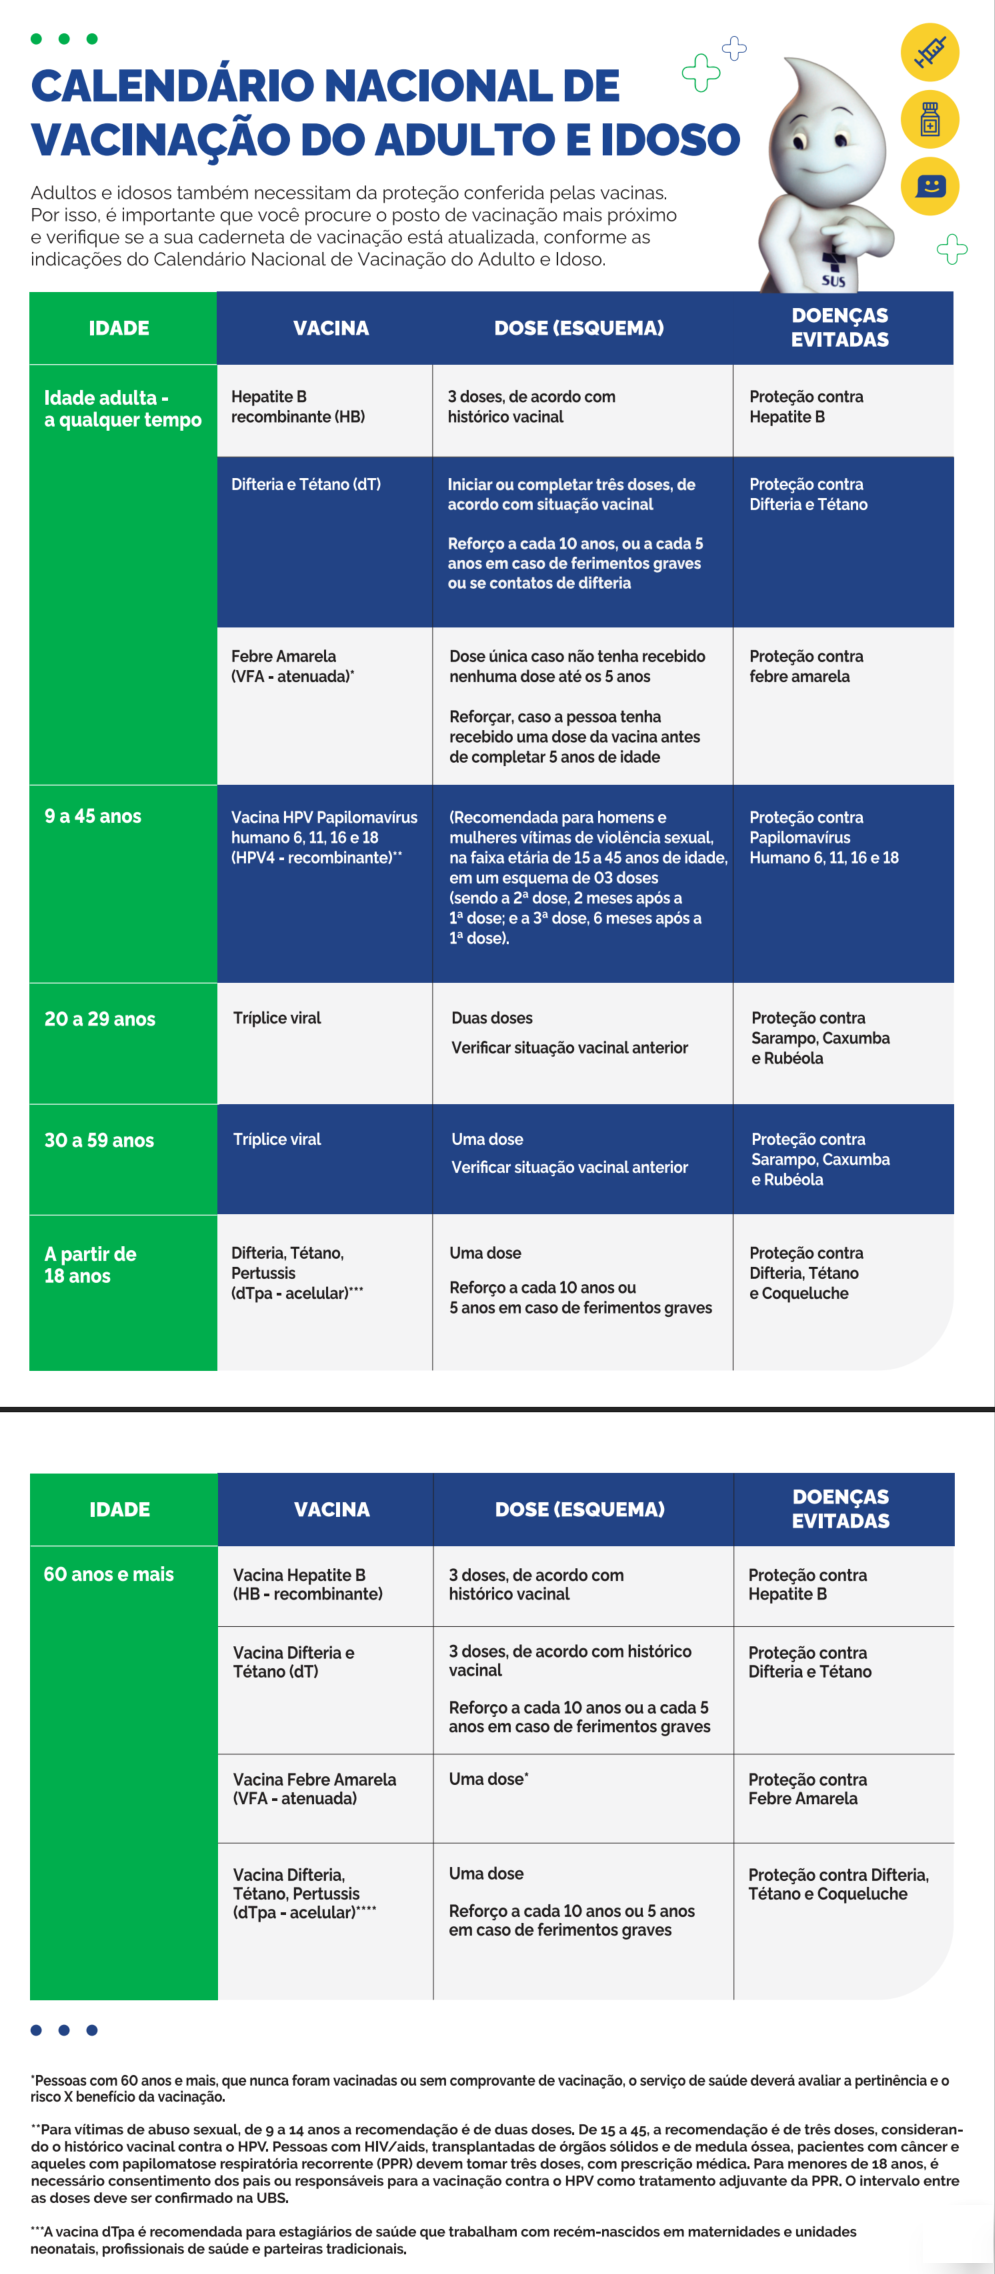 CALENDÁRIO NACIONAL DE
VACINAÇÃO DO ADULTO E IDOSO
Adultos e idosos também necessitam da proteção conferida pelas vacinas.
Por isso, é importante que você procure o posto de vacinação mais próximo
e verifique se a sua caderneta de vacinação está atualizada, conforme as
indicações do Calendário Nacional de Vacinação do Adulto e Idoso.
SUS
IDADE
VACINA
DOSE (ESQUEMA)
DOENÇAS
EVITADAS
Idade adulta -
a qualquer tempo
Hepatite B
recombinante (HB)
3 doses, de acordo com
histórico vacinal
Proteção contra
Hepatite B
Difteria e Tétano (dT)
Iniciar ou completar três doses, de
acordo com situação vacinal
Reforço a cada 10 anos, ou a cada 5
anos em caso de ferimentos graves
ou se contatos de difteria
Proteção contra
Difteria e Tétano
Febre Amarela
(VFA - atenuada)*
Dose única caso não tenha recebido
nenhuma dose até os 5 anos
Reforçar, caso a pessoa tenha
recebido uma dose da vacina antes
de completar 5 anos de idade
Proteção contra
febre amarela
9 a 45 anos
Vacina HPV Papilomavírus
humano 6, 11, 16 e 18
(HPV4 - recombinante)**
(Recomendada para homens e
mulheres vítimas de violência sexual,
na faixa etária de 15 a 45 anos de idade,
em um esquema de 03 doses
(sendo a 2ª dose, 2 meses após a
1ª dose; e a 3ª dose, 6 meses após a
1ª dose).
Proteção contra
Papilomavírus
Humano 6, 11, 16 e 18
20 a 29 anos
Tríplice viral
Duas doses
Verificar situação vacinal anterior
Proteção contra
Sarampo, Caxumba
e Rubéola
30 a 59 anos
Tríplice viral
Uma dose
Verificar situação vacinal anterior
Proteção contra
Sarampo, Caxumba
e Rubéola
A partir de
18 anos
Difteria, Tétano,
Pertussis
(dTpa - acelular)***
Uma dose
Reforço a cada 10 anos ou
5 anos em caso de ferimentos graves
Proteção contra
Difteria, Tétano
e Coqueluche
IDADE
VACINA
DOSE (ESQUEMA)
DOENÇAS
EVITADAS
60 anos e mais
Vacina Hepatite B
(HB - recombinante)
3 doses, de acordo com
histórico vacinal
Proteção contra
Hepatite B
Vacina Difteria e
Tétano (dT)
3 doses, de acordo com histórico
vacinal
Reforço a cada 10 anos ou a cada 5
anos em caso de ferimentos graves
Proteção contra
Difteria e Tétano
Vacina Febre Amarela
(VFA - atenuada)
Uma dose*
Proteção contra
Febre Amarela
Vacina Difteria,
Tétano, Pertussis
(dTpa - acelular)****
Uma dose
Reforço a cada 10 anos ou 5 anos
em caso de ferimentos graves
Proteção contra Difteria,
Tétano e Coqueluche
*Pessoas com 60 anos e mais, que nunca foram vacinadas ou sem comprovante de vacinação, o serviço de saúde deverá avaliar a pertinência e o
risco X benefício da vacinação.
**Para vítimas de abuso sexual, de 9 a 14 anos a recomendação é de duas doses. De 15 a 45, a recomendação é de três doses, consideran-
do o histórico vacinal contra o HPV. Pessoas com HIV/aids, transplantadas de órgãos sólidos e de medula óssea, pacientes com câncer e
aqueles com papilomatose respiratória recorrente (PPR) devem tomar três doses, com prescrição médica. Para menores de 18 anos, é
necessário consentimento dos pais ou responsáveis para a vacinação contra o HPV como tratamento adjuvante da PPR. O intervalo entre
as doses deve ser confirmado na UBS.
***A vacina dTpa é recomendada para estagiários de saúde que trabalham com recém-nascidos em maternidades e unidades
neonatais, profissionais de saúde e parteiras tradicionais.